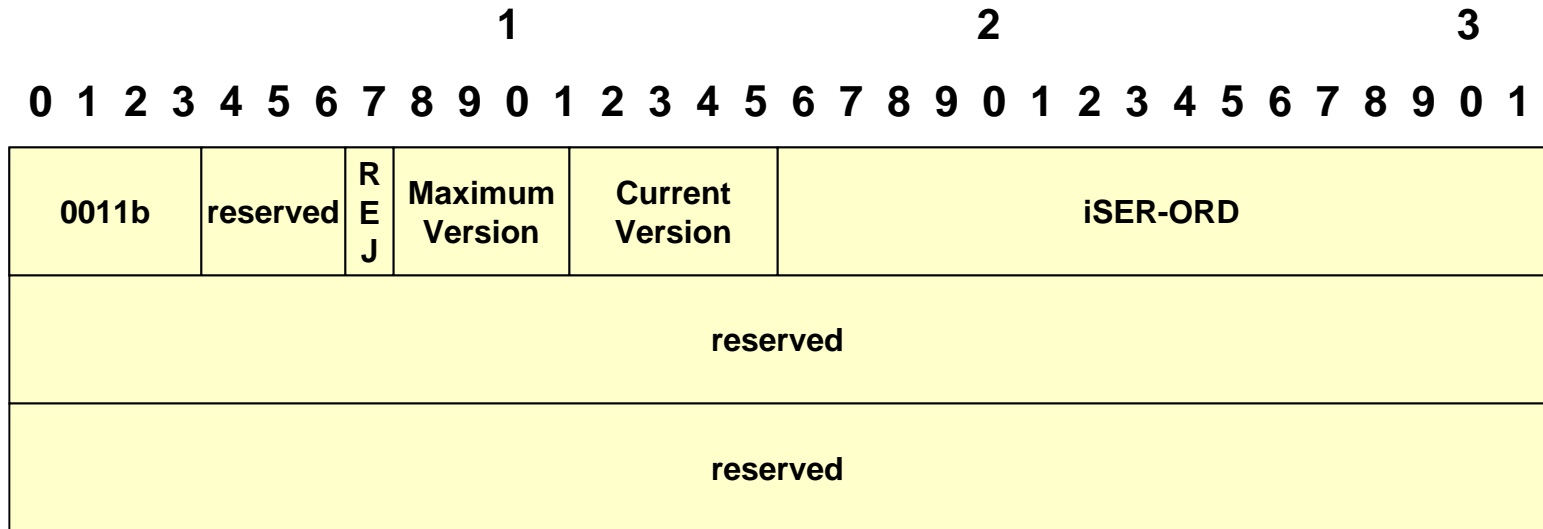 1 2 3
0 1 2 3 4 5 6 7 8 9 0 1 2 3 4 5 6 7 8 9 0 1 2 3 4 5 6 7 8 9 0 1
0011b
reserved
R
E
J
Maximum
Version
Current
Version
iSER-ORD
reserved
reserved